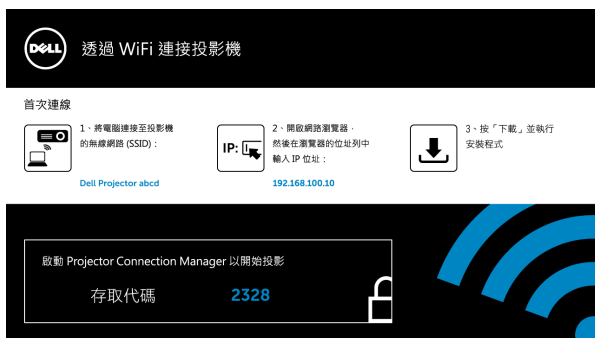 DELL
透過 WiFi 連接投影機
首次連線
1、將電腦連接至投影機
的無線網路 (SSID)：
Dell Projector abcd
IP:
2、開啟網路瀏覽器，
然後在瀏覽器的位址列中
輸入 IP 位址：
192.168.100.10
3、按「下載」並執行
安裝程式
啟動 Projector Connection Manager 以開始投影
存取代碼 2328